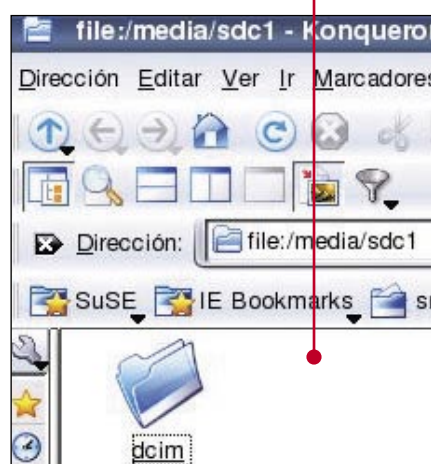 file:/media/sdc1 - Konqueror
Dirección Editar Ver Ir Marcadores
Dirección: file:/media/sdc1
SuSE IE Bookmarks
dcim